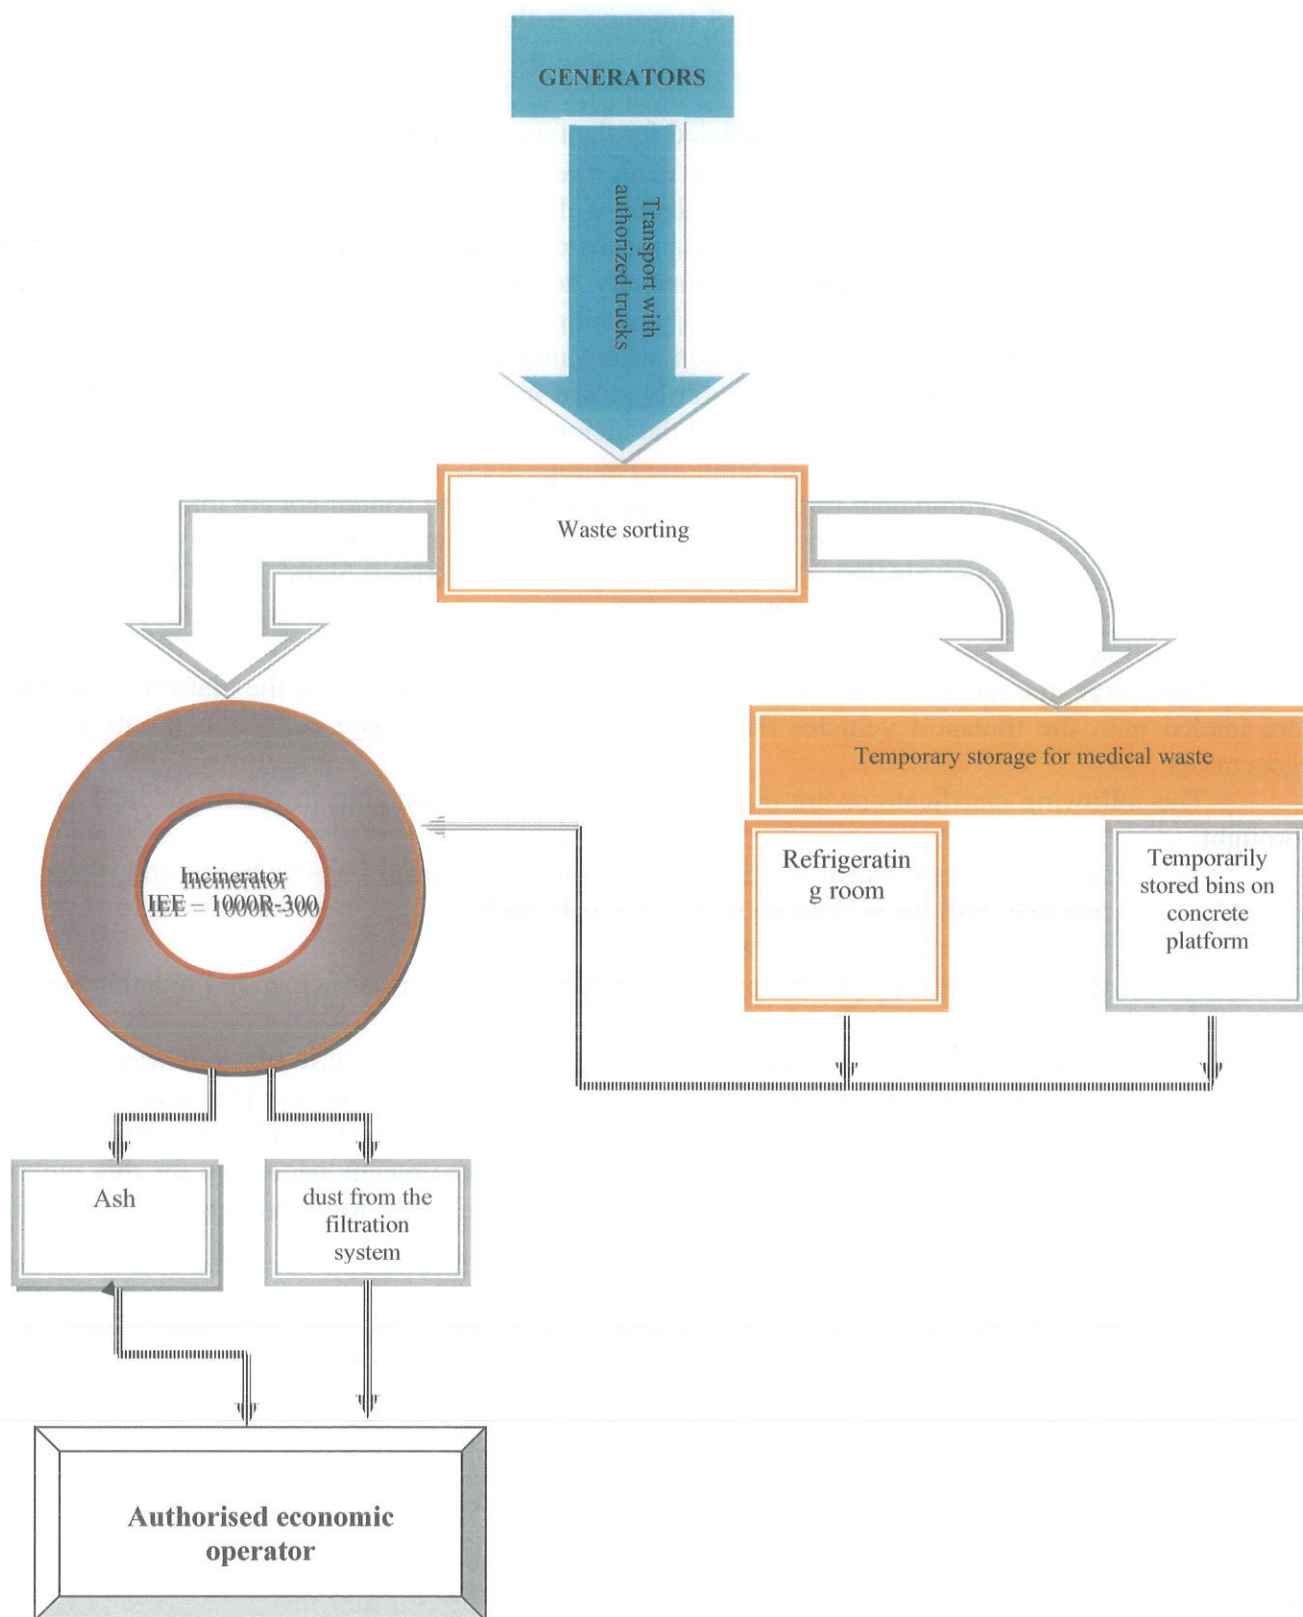 GENERATORS
Transport with
authorized trucks
Waste sorting
Temporary storage for medical waste
Refrigeratin
g room
Temporarily
stored bins on
concrete
platform
Incinerator
IEE – 1000R-300
Ash
dust from the
filtration
system
Authorised economic
operator